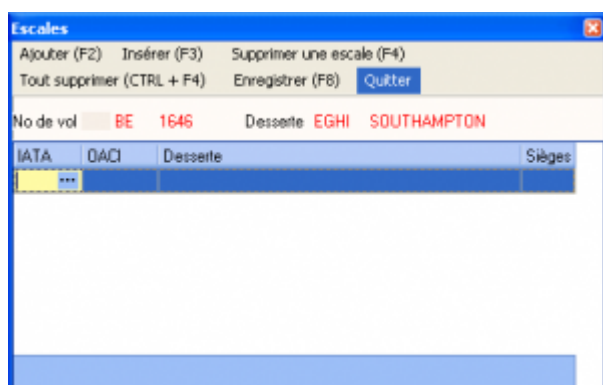 Escales
Ajouter (F2) Insérer (F3) Supprimer une escale (F4)
Tout supprimer (CTRL + F4) Enregistrer (F8) Quitter
No de vol BE 1646 Desserte EGHI SOUTHAMPTON
IATA OACI Desserte Sièges